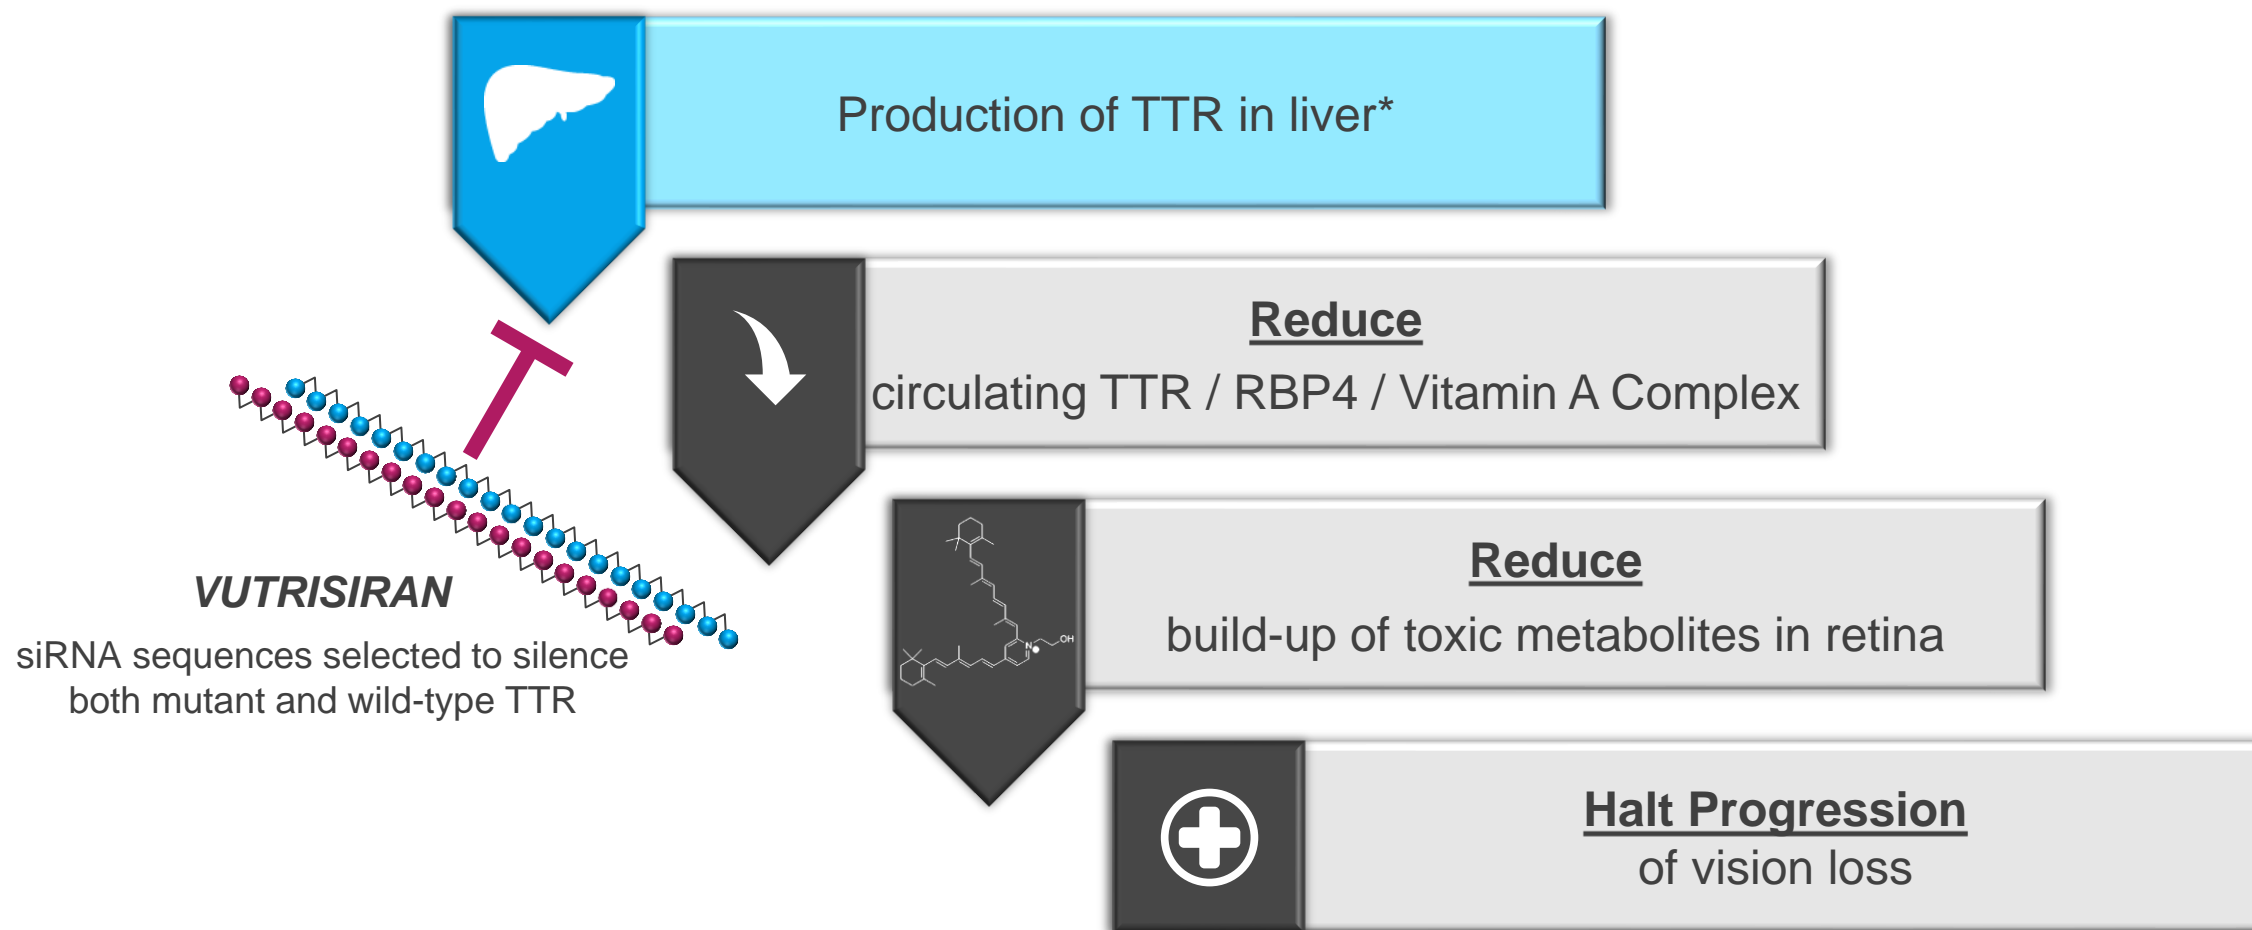 Production of TTR in liver*
Reduce
circulating TTR / RBP4 / Vitamin A Complex
Reduce
build-up of toxic metabolites in retina
N
OH
Halt Progression
of vision loss
VUTRISIRAN
siRNA sequences selected to silence
both mutant and wild-type TTR